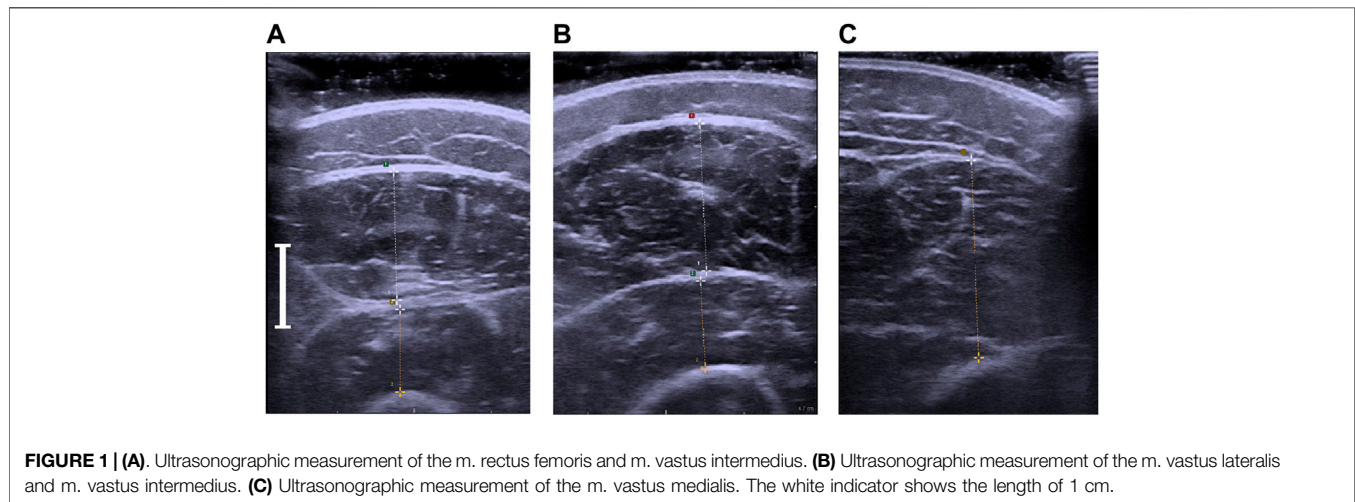 A
B
C
FIGURE 1 | (A). Ultrasonographic measurement of the m. rectus femoris and m. vastus intermedius. (B) Ultrasonographic measurement of the m. vastus lateralis
and m. vastus intermedius. (C) Ultrasonographic measurement of the m. vastus medialis. The white indicator shows the length of 1 cm.